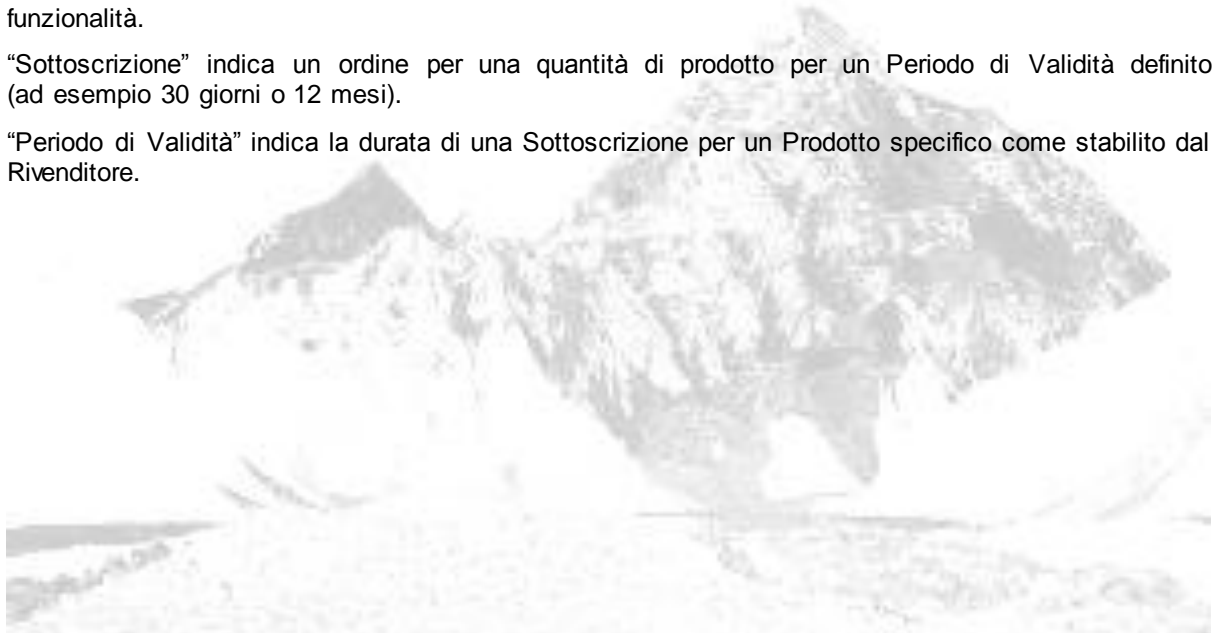 funzionalità.
“Sottoscrizione” indica un ordine per una quantità di prodotto per un Periodo di Validità definito
(ad esempio 30 giorni o 12 mesi).
“Periodo di Validità” indica la durata di una Sottoscrizione per un Prodotto specifico come stabilito dal
Rivenditore.